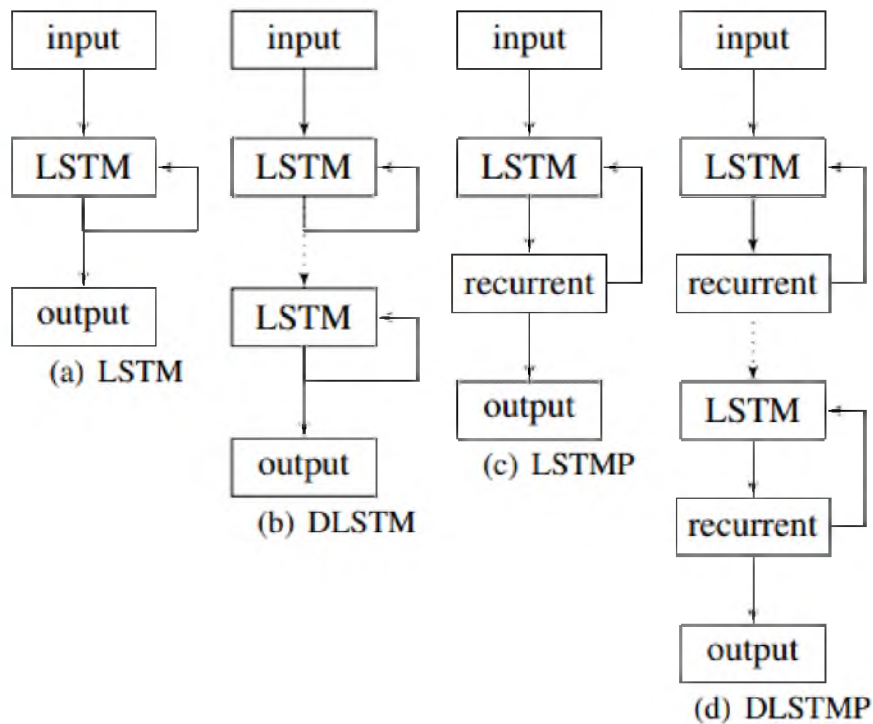 input
LSTM
output
(a) LSTM
input
LSTM
LSTM
output
(b) DLSTM
input
LSTM
recurrent
output
(c) LSTMP
input
LSTM
recurrent
LSTM
recurrent
output
(d) DLSTMP